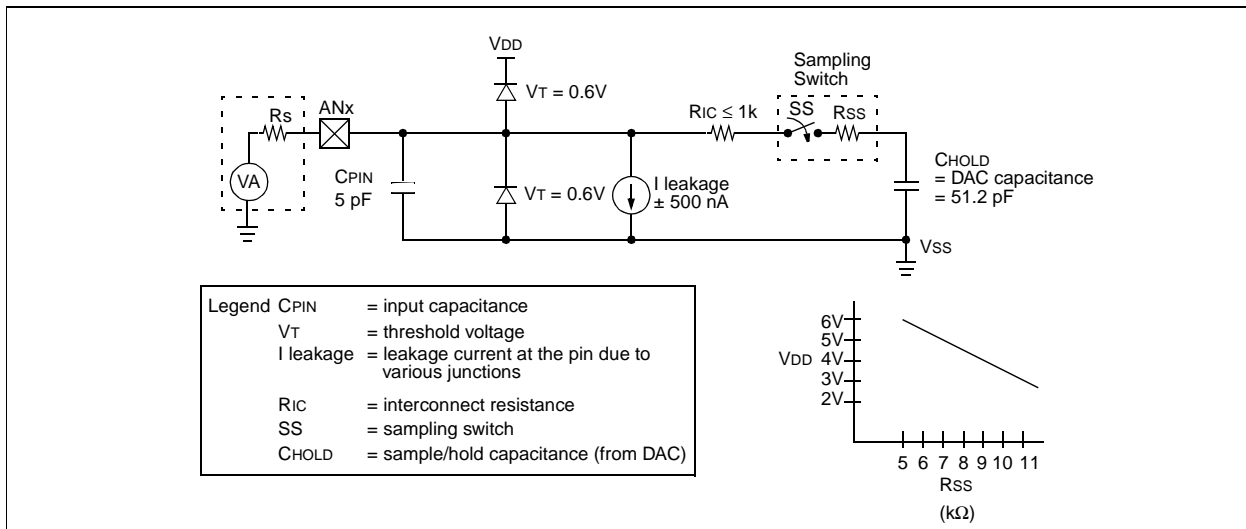 VDD
Sampling
Switch
VT = 0.6V
RS
ANx
RIC ≤ 1k
SS
RSS
VA
CPIN
5 pF
VT = 0.6V
I leakage
± 500 nA
CHOLD
= DAC capacitance
= 51.2 pF
VSS
Legend CPIN = input capacitance
VT = threshold voltage
I leakage = leakage current at the pin due to
various junctions
RIC = interconnect resistance
SS = sampling switch
CHOLD = sample/hold capacitance (from DAC)
6V
5V
VDD 4V
3V
2V
5 6 7 8 9 10 11
RSS
(kΩ)